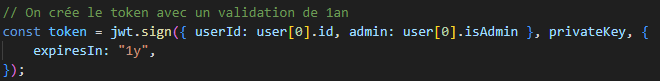 // On crée le token avec un validation de 1an
const token = jwt.sign({ userId: user[0].id, admin: user[0].isAdmin }, privateKey, {
    expiresIn: "1y",
});